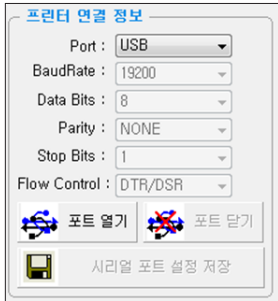 프린터 연결 정보
Port : USB
BaudRate : 19200
Data Bits : 8
Parity : NONE
Stop Bits : 1
Flow Control : DTR/DSR
포트 열기 포트 닫기
시리얼 포트 설정 저장